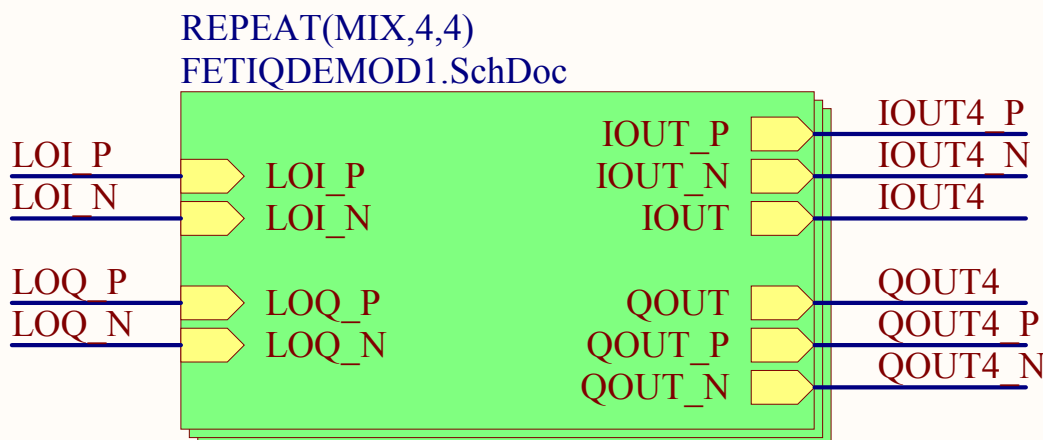 REPEAT(MIX,4,4)
FETIQDEMOD1.SchDoc
LOI_P
LOI_N
LOQ_P
LOQ_N
LOI_P
LOI_N
LOQ_P
LOQ_N
IOUT_P
IOUT_N
IOUT
QOUT
QOUT_P
QOUT_N
IOUT4_P
IOUT4_N
IOUT4
QOUT4
QOUT4_P
QOUT4_N